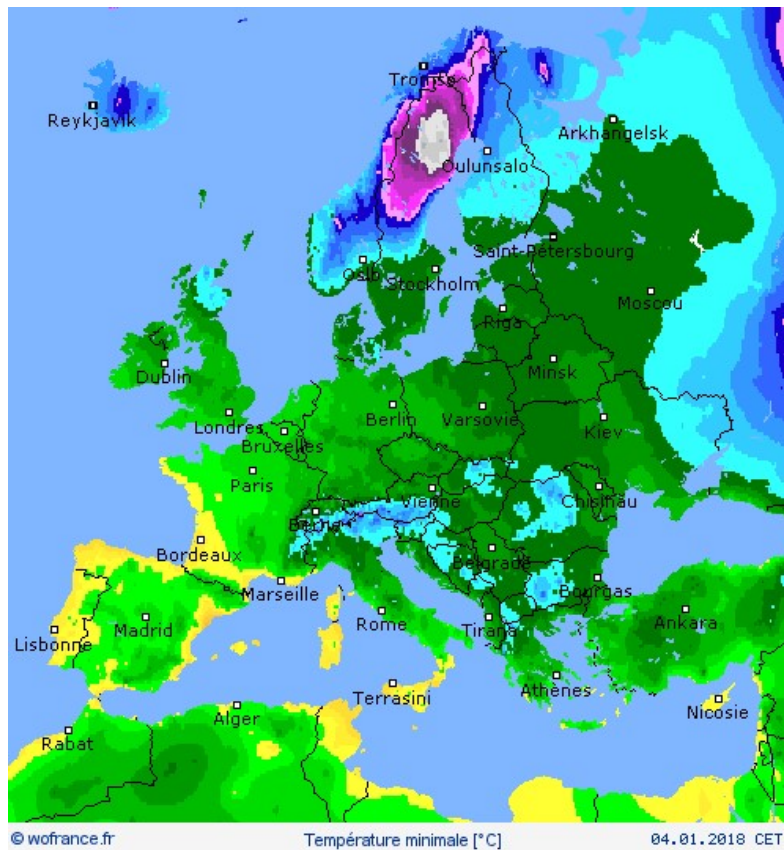 Tromsø
Reykjavik
Arkhangelsk
Oulunsalo
Saint-Petersbourg
Oslo
Stockholm
Moscou
Riga
Minsk
Dublin
Londres
Berlin
Varsovie
Kiev
Bruxelles
Paris
Vienne
Chisinau
Berne
Bordeaux
Belgrade
Marseille
Bourgas
Madrid
Rome
Tirana
Ankara
Lisbonne
Terrasini
Athènes
Nicosie
Alger
Rabat
© wofrance.fr Température minimale [°C] 04.01.2018 CET